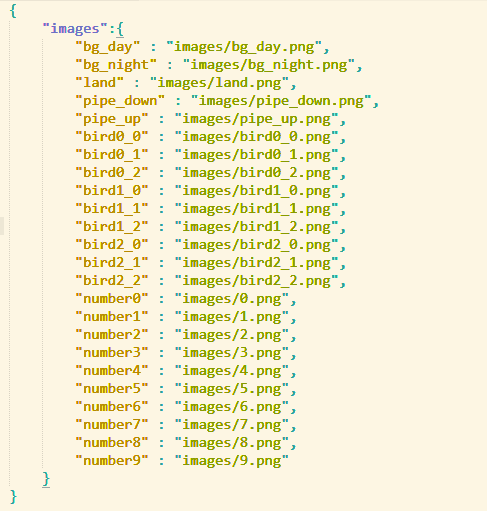 {
    "images":{
        "bg_day" : "images/bg_day.png",
        "bg_night" : "images/bg_night.png",
        "land" : "images/land.png",
        "pipe_down" : "images/pipe_down.png",
        "pipe_up" : "images/pipe_up.png",
        "bird0_0" : "images/bird0_0.png",
        "bird0_1" : "images/bird0_1.png",
        "bird0_2" : "images/bird0_2.png",
        "bird1_0" : "images/bird1_0.png",
        "bird1_1" : "images/bird1_1.png",
        "bird1_2" : "images/bird1_2.png",
        "bird2_0" : "images/bird2_0.png",
        "bird2_1" : "images/bird2_1.png",
        "bird2_2" : "images/bird2_2.png",
        "number0" : "images/0.png",
        "number1" : "images/1.png",
        "number2" : "images/2.png",
        "number3" : "images/3.png",
        "number4" : "images/4.png",
        "number5" : "images/5.png",
        "number6" : "images/6.png",
        "number7" : "images/7.png",
        "number8" : "images/8.png",
        "number9" : "images/9.png"
    }
}